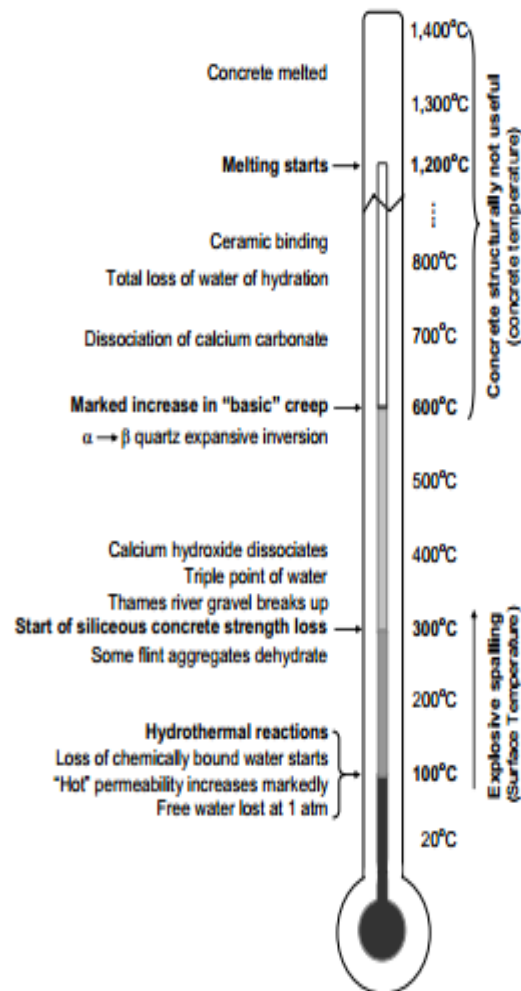 1,400°C
Concrete melted
1,300°C
Melting starts
1,200°C
Ceramic binding
800°C
Total loss of water of hydration
Dissociation of calcium carbonate
700°C
Marked increase in “basic” creep
600°C
α → β quartz expansive inversion
500°C
Calcium hydroxide dissociates
400°C
Triple point of water
Thames river gravel breaks up
Start of siliceous concrete strength loss
300°C
Some flint aggregates dehydrate
200°C
Hydrothermal reactions
Loss of chemically bound water starts
100°C
“Hot” permeability increases markedly
Free water lost at 1 atm
20°C
Concrete structurally not useful
(concrete temperature)
Explosive spalling
(Surface Temperature)